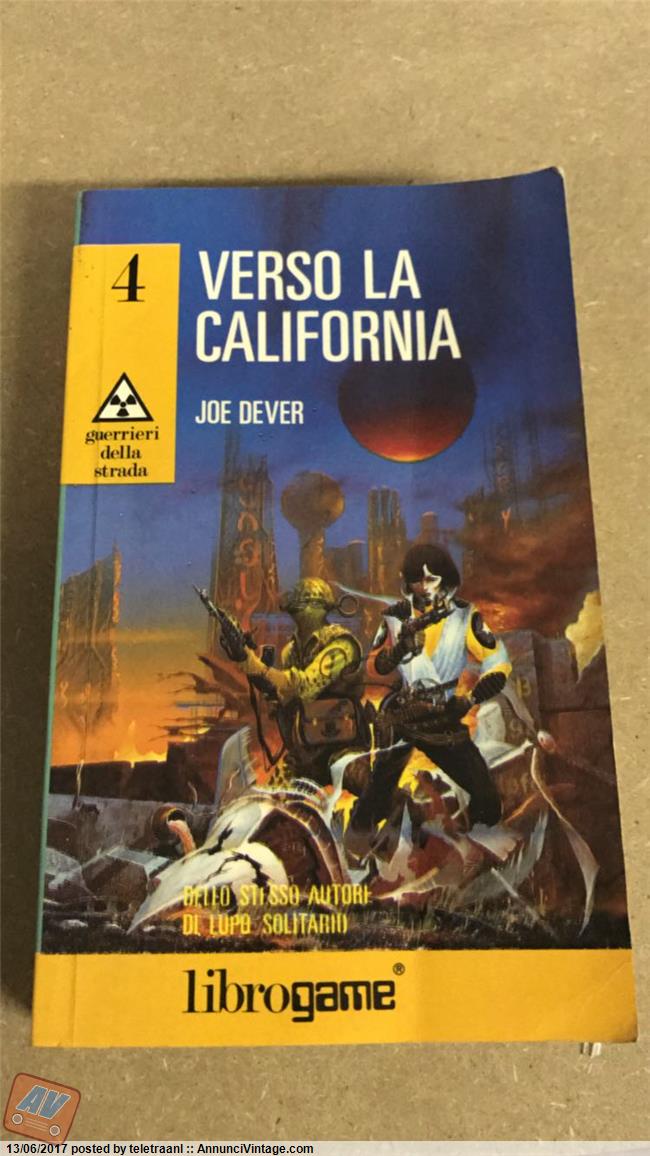 4
VERSO LA
CALIFORNIA
JOE DEVER
guerrieri
della
strada
DELLO STESSO AUTORE
DI LUPO SOLITARIO
librogame®
AV
13/06/2017 posted by teletraanI :: AnnunciVintage.com